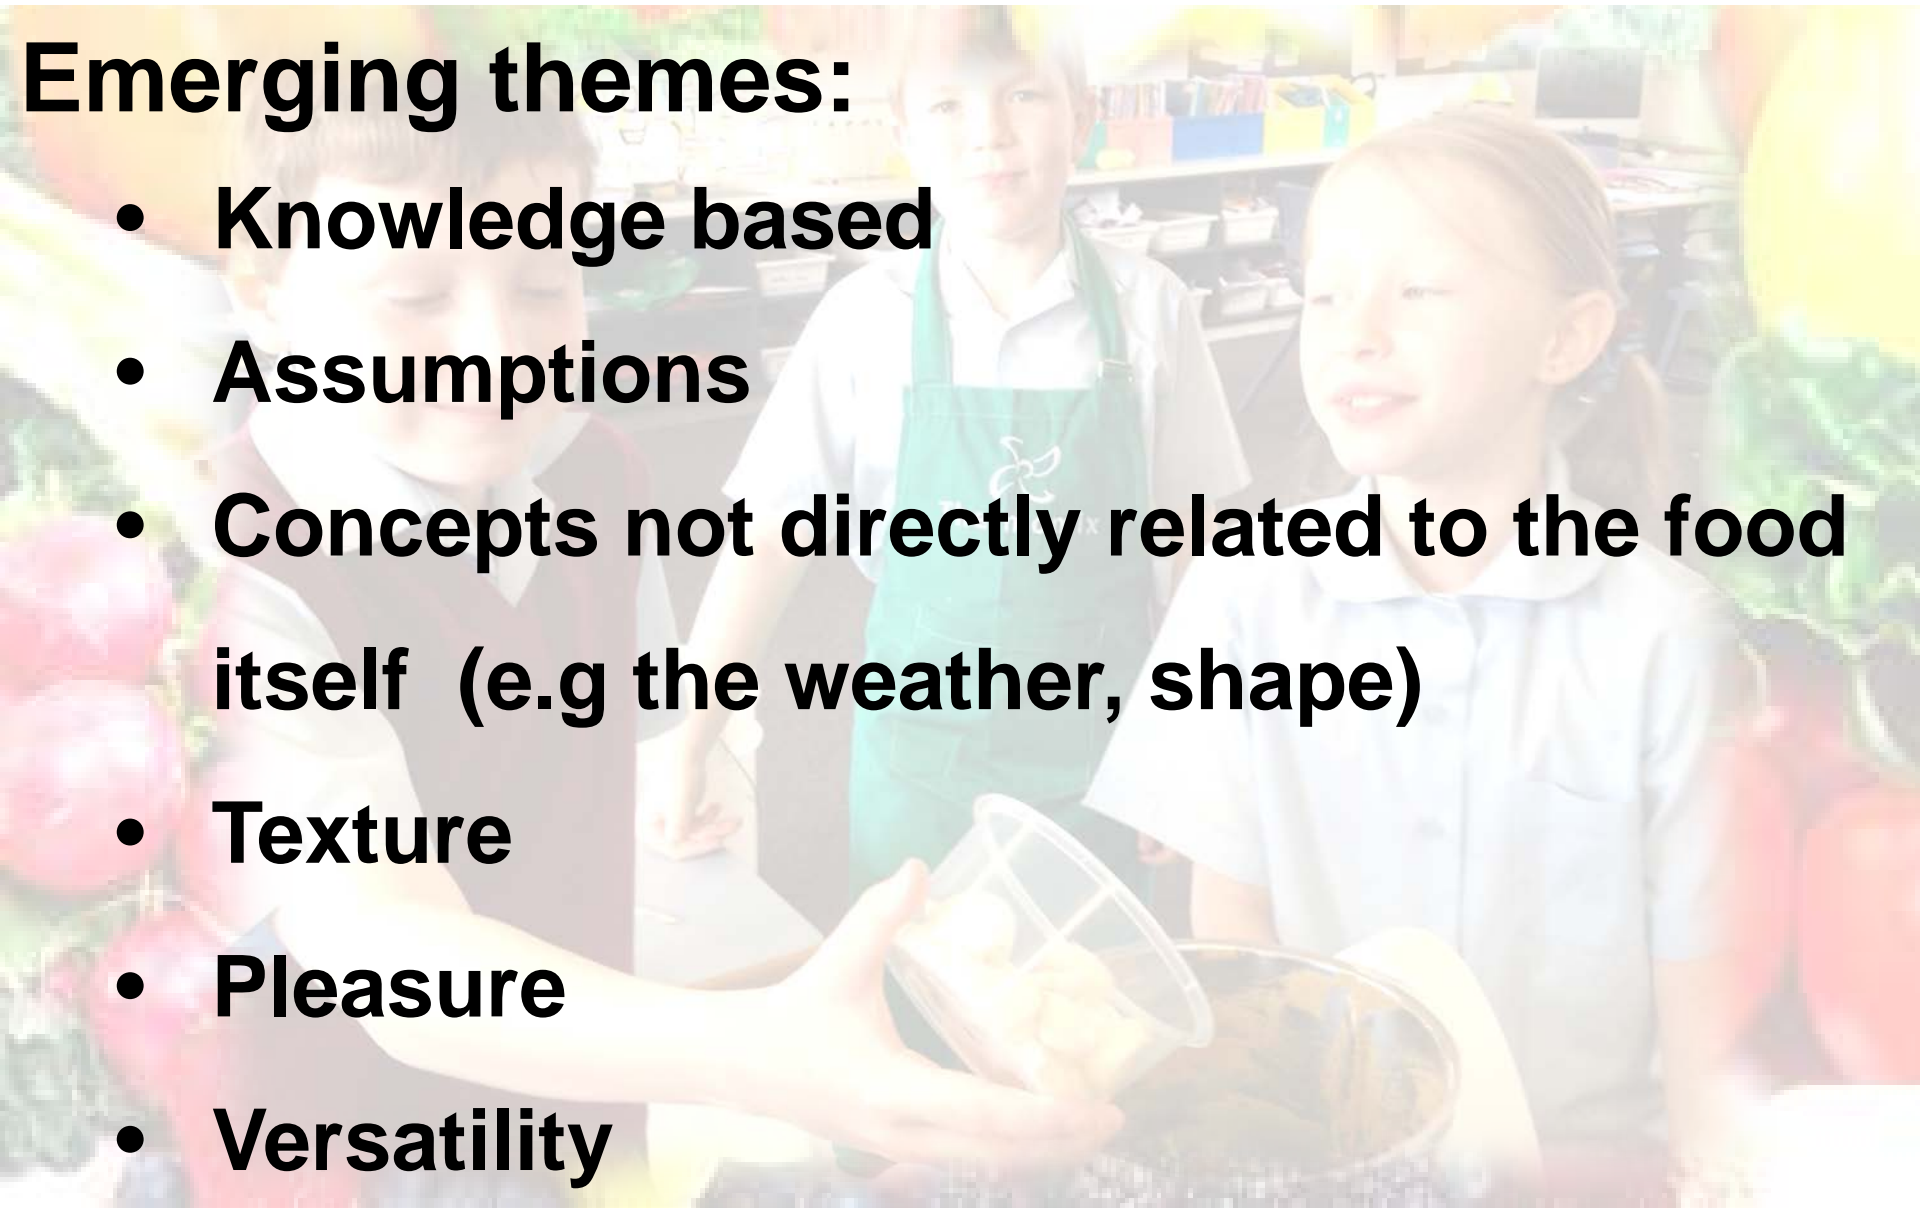 Emerging themes:
• Knowledge based
• Assumptions
• Concepts not directly related to the food
itself (e.g the weather, shape)
• Texture
• Pleasure
• Versatility